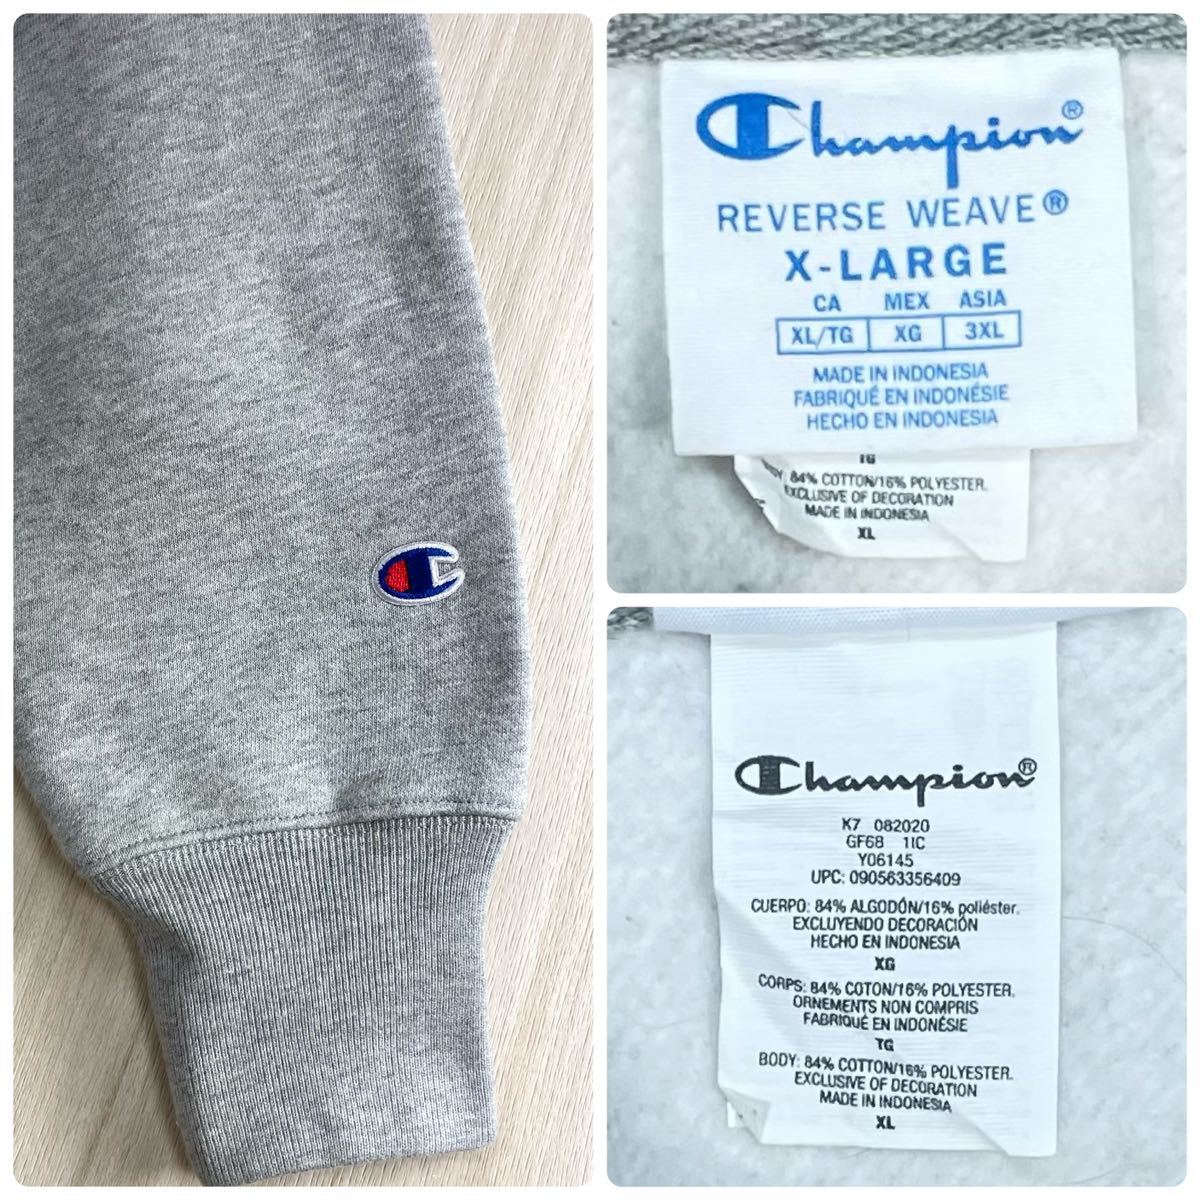 Champion®
REVERSE WEAVE®
X-LARGE
CA MEX ASIA
XL/TG XG 3XL
MADE IN INDONESIA
FABRIQUÉ EN INDONÉSIE
HECHO EN INDONESIA
TG
84% COTTON/16% POLYESTER.
EXCLUSIVE OF DECORATION
MADE IN INDONESIA
XL
Champion®
K7 082020
GF68 1IC
Y06145
UPC: 090563356409
CUERPO: 84% ALGODÓN/16% poliéster.
EXCLUYENDO DECORACIÓN
HECHO EN INDONESIA
XG
CORPS: 84% COTON/16% POLYESTER.
ORNEMENTS NON COMPRIS
FABRIQUÉ EN INDONÉSIE
TG
BODY: 84% COTTON/16% POLYESTER.
EXCLUSIVE OF DECORATION
MADE IN INDONESIA
XL